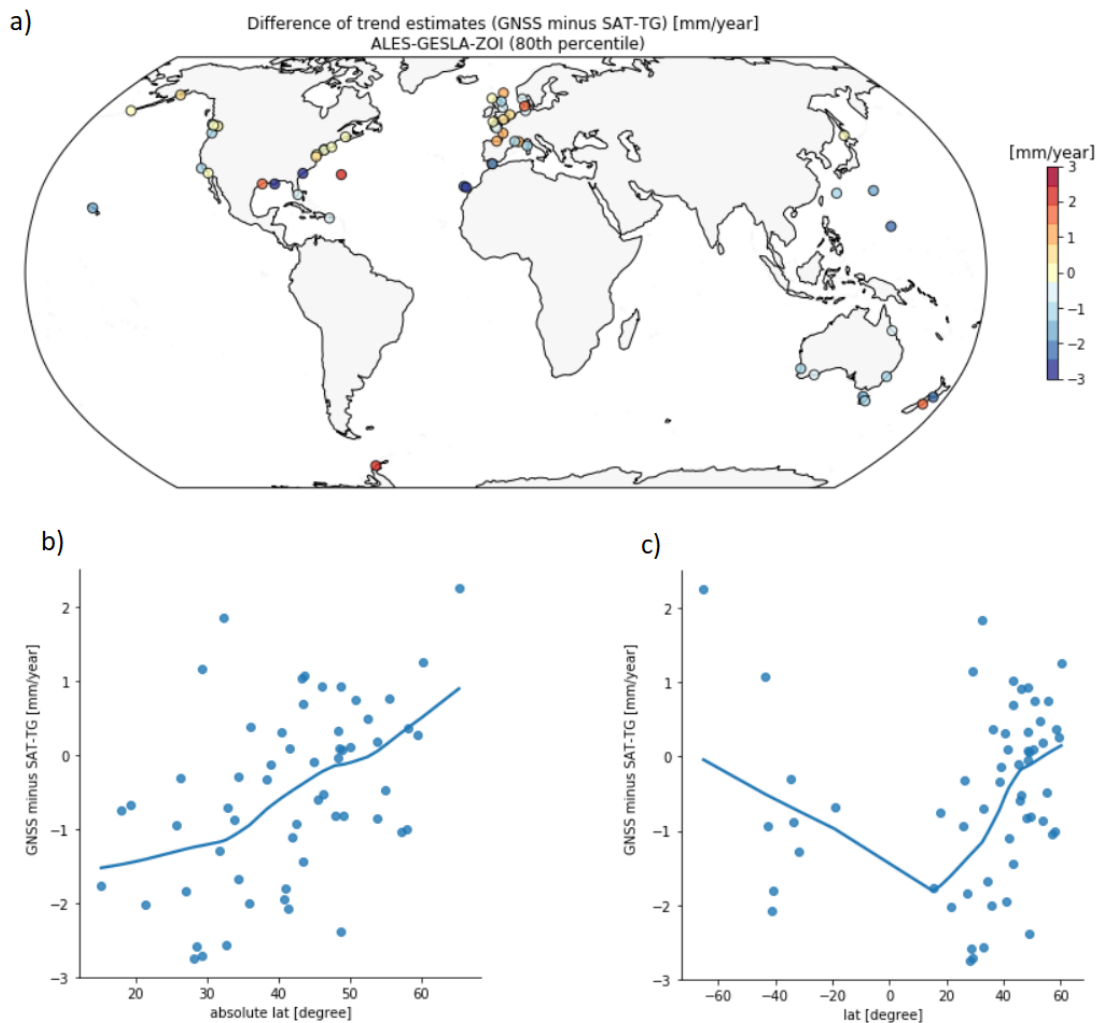 a)
Difference of trend estimates (GNSS minus SAT-TG) [mm/year]
ALES-GESLA-ZOI (80th percentile)
[mm/year]
3
2
1
0
−1
−2
−3
b)
GNSS minus SAT-TG [mm/year]
2
1
0
−1
−2
−3
20 30 40 50 60
absolute lat [degree]
c)
GNSS minus SAT-TG [mm/year]
2
1
0
−1
−2
−3
−60 −40 −20 0 20 40 60
lat [degree]